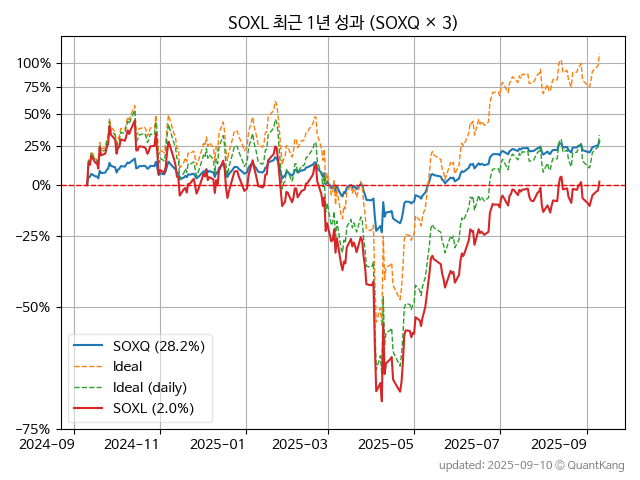 SOXL 최근 1년 성과 (SOXQ × 3)
100%
75%
50%
25%
0%
−25%
−50%
−75%
SOXQ (28.2%)
Ideal
Ideal (daily)
SOXL (2.0%)
2024-09 2024-11 2025-01 2025-03 2025-05 2025-07 2025-09
updated: 2025-09-10 © QuantKang